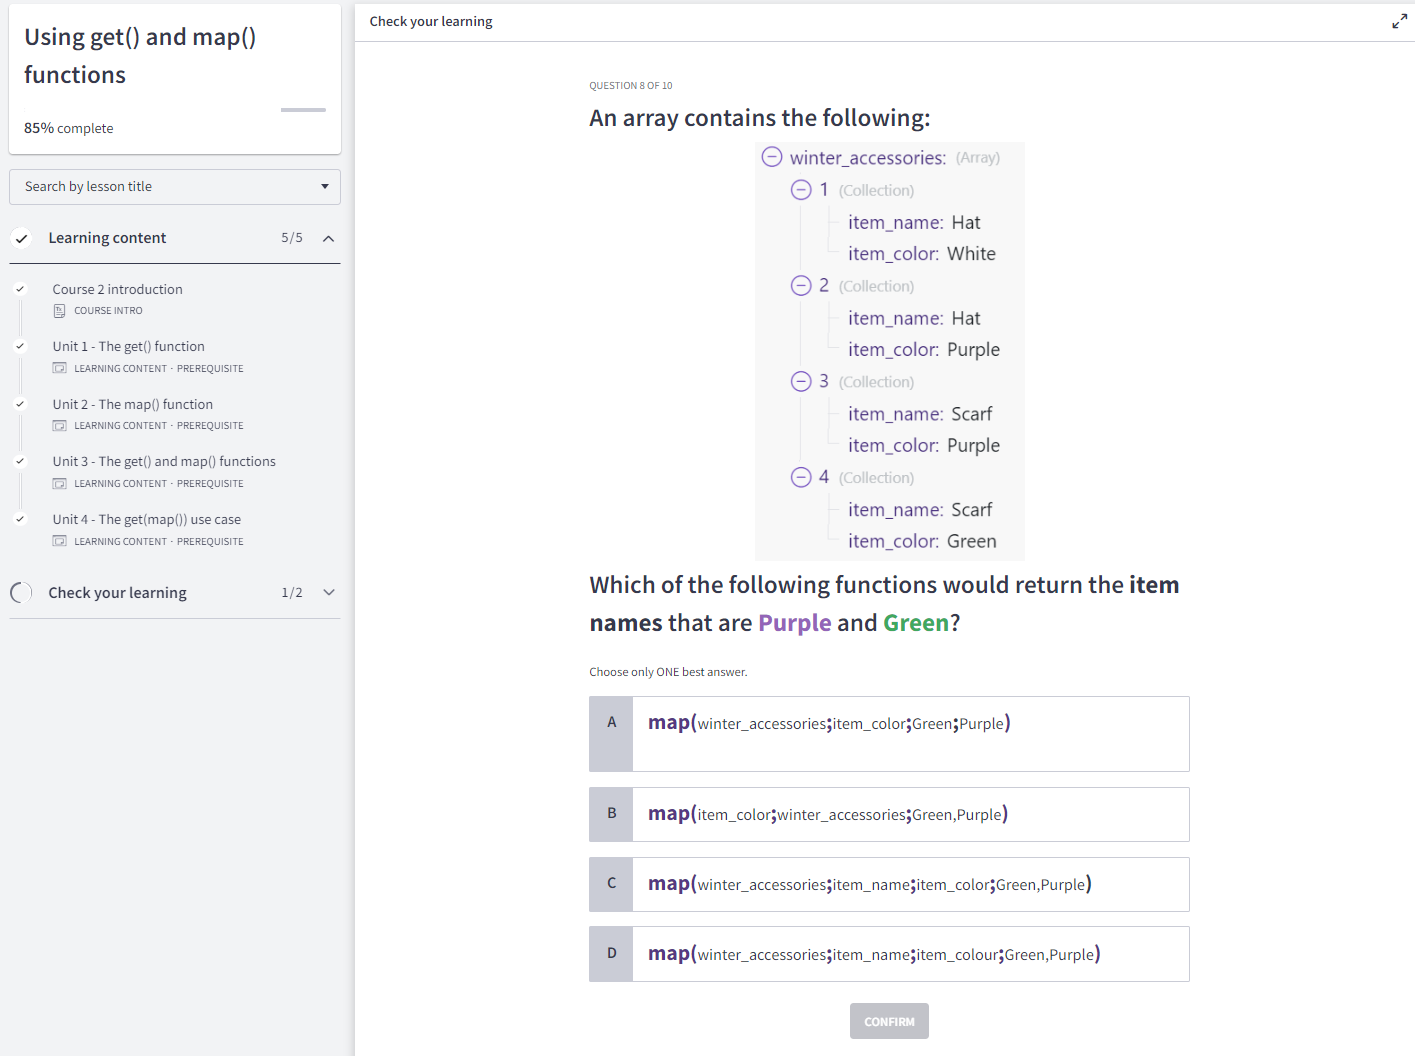 Using get() and map()
functions
85% complete
Search by lesson title
Learning content 5/5
Course 2 introduction
COURSE INTRO
Unit 1 - The get() function
LEARNING CONTENT - PREREQUISITE
Unit 2 - The map() function
LEARNING CONTENT - PREREQUISITE
Unit 3 - The get() and map() functions
LEARNING CONTENT - PREREQUISITE
Unit 4 - The get(map()) use case
LEARNING CONTENT - PREREQUISITE
Check your learning 1/2
Check your learning
QUESTION 8 OF 10
An array contains the following:
winter_accessories: (Array)
1 (Collection)
item_name: Hat
item_color: White
2 (Collection)
item_name: Hat
item_color: Purple
3 (Collection)
item_name: Scarf
item_color: Purple
4 (Collection)
item_name: Scarf
item_color: Green
Which of the following functions would return the item
names that are Purple and Green?
Choose only ONE best answer.
A map(winter_accessories;item_color;Green;Purple)
B map(item_color;winter_accessories;Green,Purple)
C map(winter_accessories;item_name;item_color;Green,Purple)
D map(winter_accessories;item_name;item_colour;Green,Purple)
CONFIRM